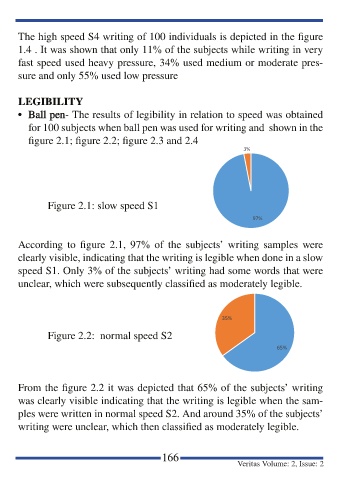 The high speed S4 writing of 100 individuals is depicted in the figure
1.4 . It was shown that only 11% of the subjects while writing in very
fast speed used heavy pressure, 34% used medium or moderate pres-
sure and only 55% used low pressure
LEGIBILITY
• Ball pen- The results of legibility in relation to speed was obtained
for 100 subjects when ball pen was used for writing and shown in the
figure 2.1; figure 2.2; figure 2.3 and 2.4
3%
97%
Figure 2.1: slow speed S1
According to figure 2.1, 97% of the subjects’ writing samples were
clearly visible, indicating that the writing is legible when done in a slow
speed S1. Only 3% of the subjects’ writing had some words that were
unclear, which were subsequently classified as moderately legible.
35%
Figure 2.2: normal speed S2
65%
From the figure 2.2 it was depicted that 65% of the subjects’ writing
was clearly visible indicating that the writing is legible when the sam-
ples were written in normal speed S2. And around 35% of the subjects’
writing were unclear, which then classified as moderately legible.
166
Veritas Volume: 2, Issue: 2